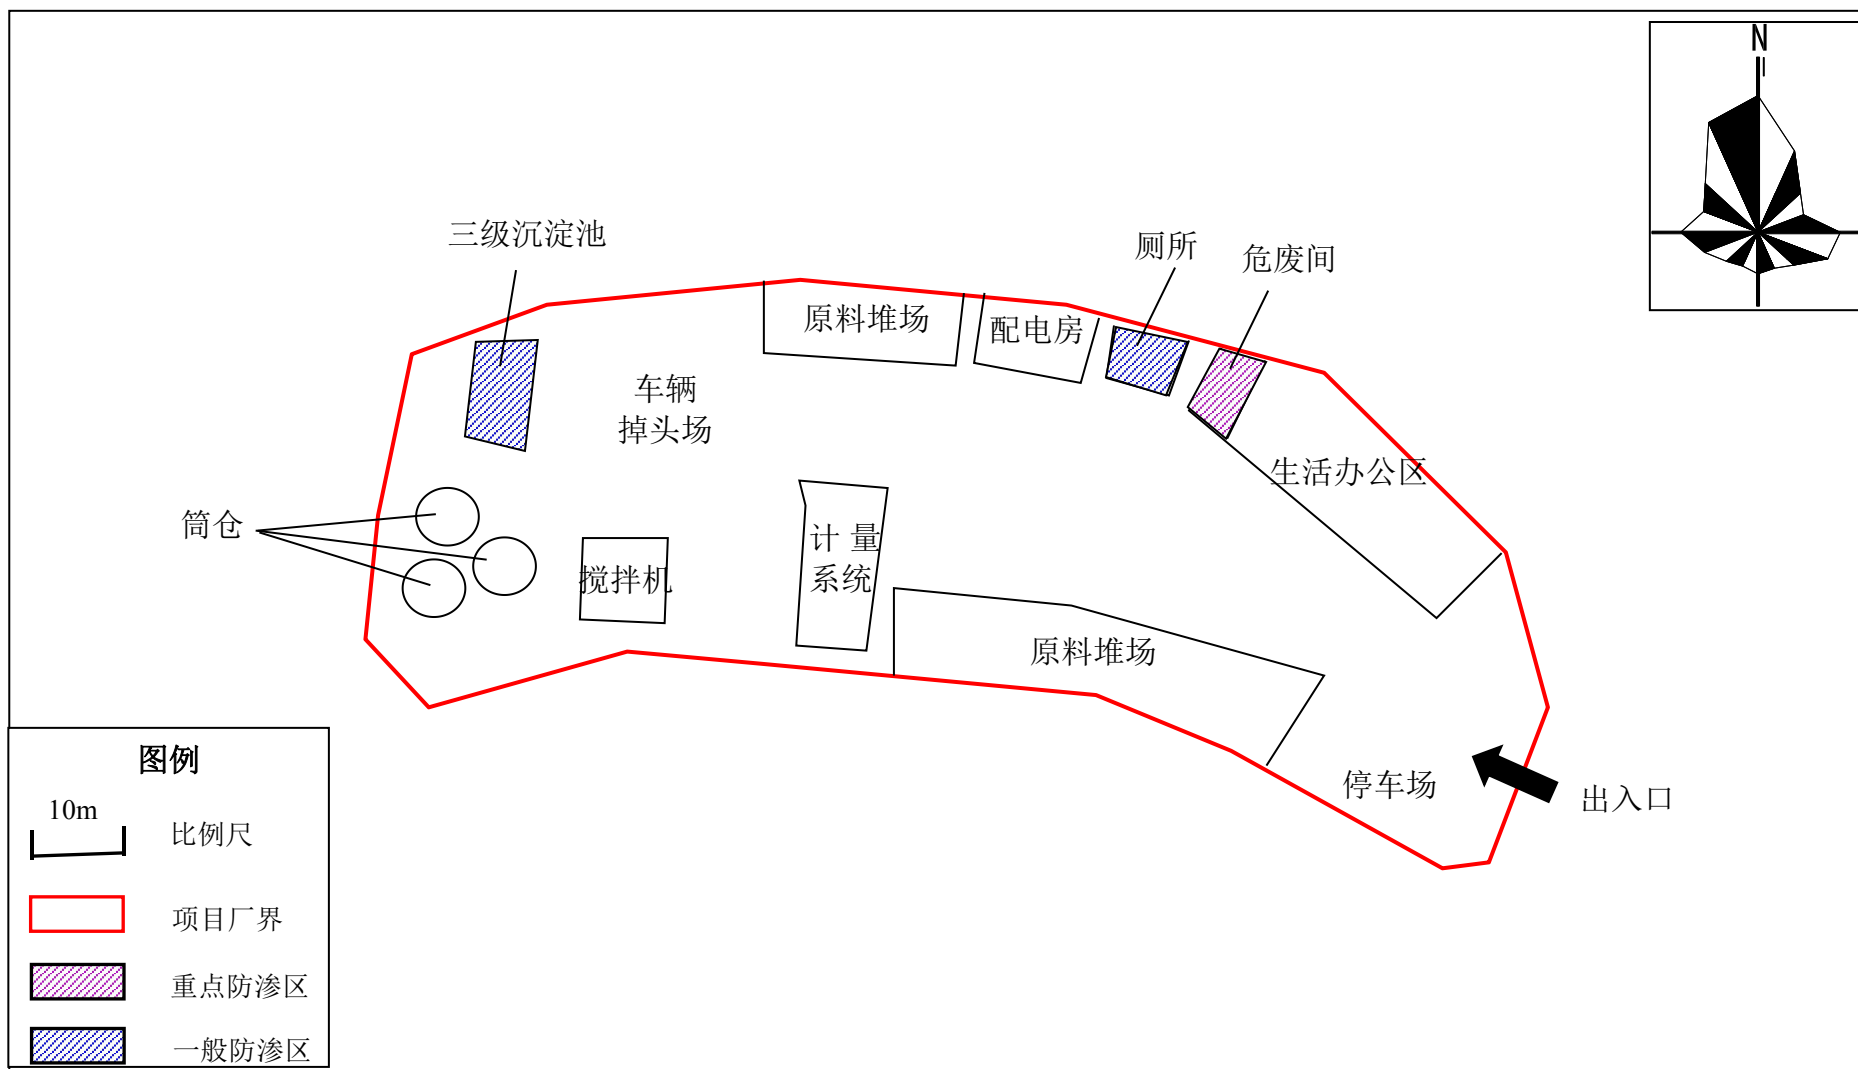 N
三级沉淀池
厕所
危废间
原料堆场
配电房
车辆
掉头场
生活办公区
筒仓
计 量
系统
搅拌机
原料堆场
停车场
出入口
图例
10m
比例尺
项目厂界
重点防渗区
一般防渗区